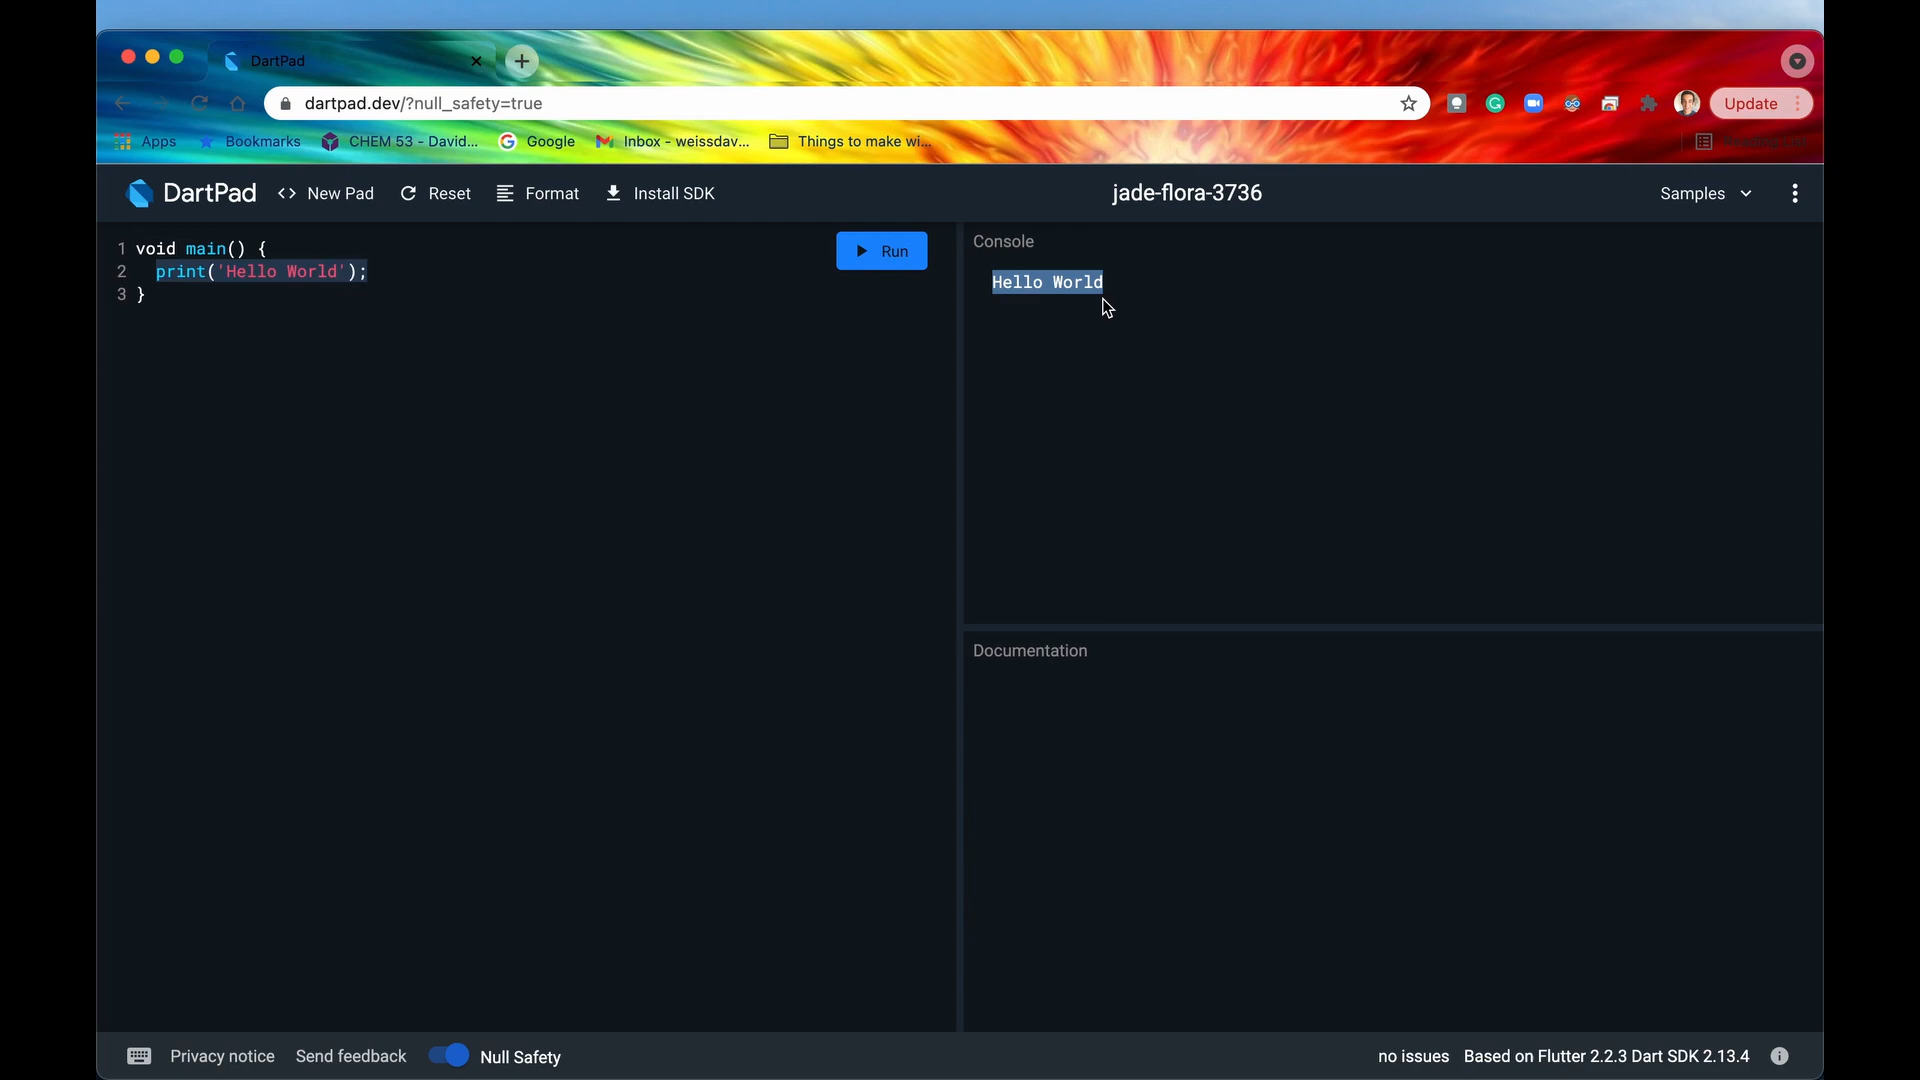 DartPad
dartpad.dev/?null_safety=true
Update
Apps
Bookmarks
CHEM 53 - David...
Google
Inbox - weissdav...
Things to make wi...
DartPad
<> New Pad
Reset
Format
Install SDK
jade-flora-3736
Samples
1 void main() {
2 print('Hello World');
3 }
Run
Console
Hello World
Documentation
Privacy notice
Send feedback
Null Safety
no issues
Based on Flutter 2.2.3 Dart SDK 2.13.4